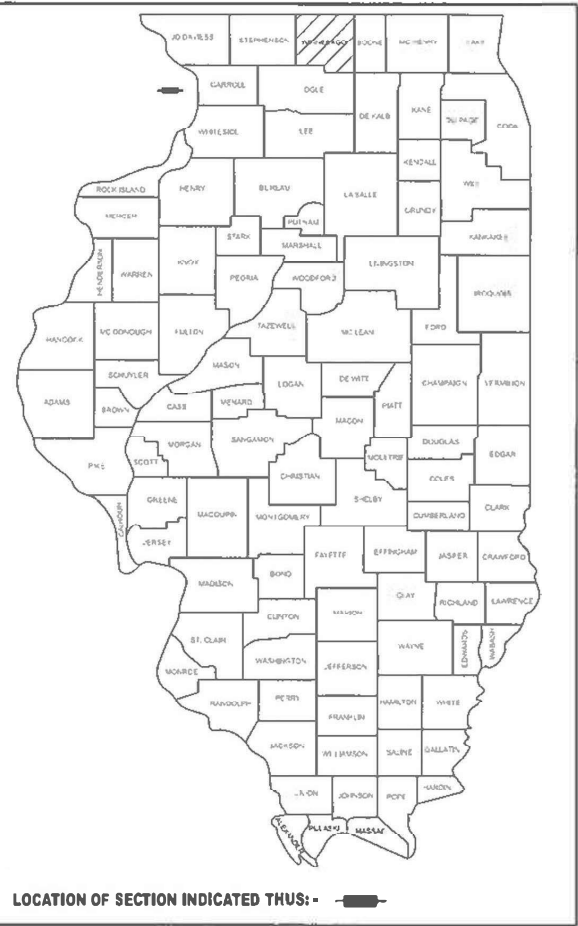 JO DAVIESS STEPHENSON WINNEBAGO BOONE MC HENRY LAKE
CARROLL OGLE
DE KALB KANE DU PAGE COOK
WHITESIDE LEE
KENDALL
ROCK ISLAND HENRY BUREAU LA SALLE WILL
MERCER PUTNAM GRUNDY
STARK MARSHALL KANKAKEE
HENDERSON WARREN KNOX PEORIA WOODFORD LIVINGSTON IROQUOIS
HANCOCK MC DONOUGH FULTON TAZEWELL MC LEAN FORD
MASON
SCHUYLER LOGAN DE WITT CHAMPAIGN VERMILION
ADAMS BROWN CASS MENARD MACON PIATT
MORGAN SANGAMON DOUGLAS
PIKE SCOTT CHRISTIAN MOULTRIE EDGAR
COLES
GREENE MACOUPIN SHELBY CLARK
CALHOUN MONTGOMERY CUMBERLAND
JERSEY FAYETTE EFFINGHAM JASPER CRAWFORD
MADISON BOND
CLAY RICHLAND LAWRENCE
CLINTON MARION
ST. CLAIR WAYNE EDWARDS WABASH
WASHINGTON JEFFERSON
MONROE
RANDOLPH PERRY HAMILTON WHITE
FRANKLIN
JACKSON WILLIAMSON SALINE GALLATIN
UNION JOHNSON POPE HARDIN
ALEXANDER PULASKI MASSAC
LOCATION OF SECTION INDICATED THUS: -